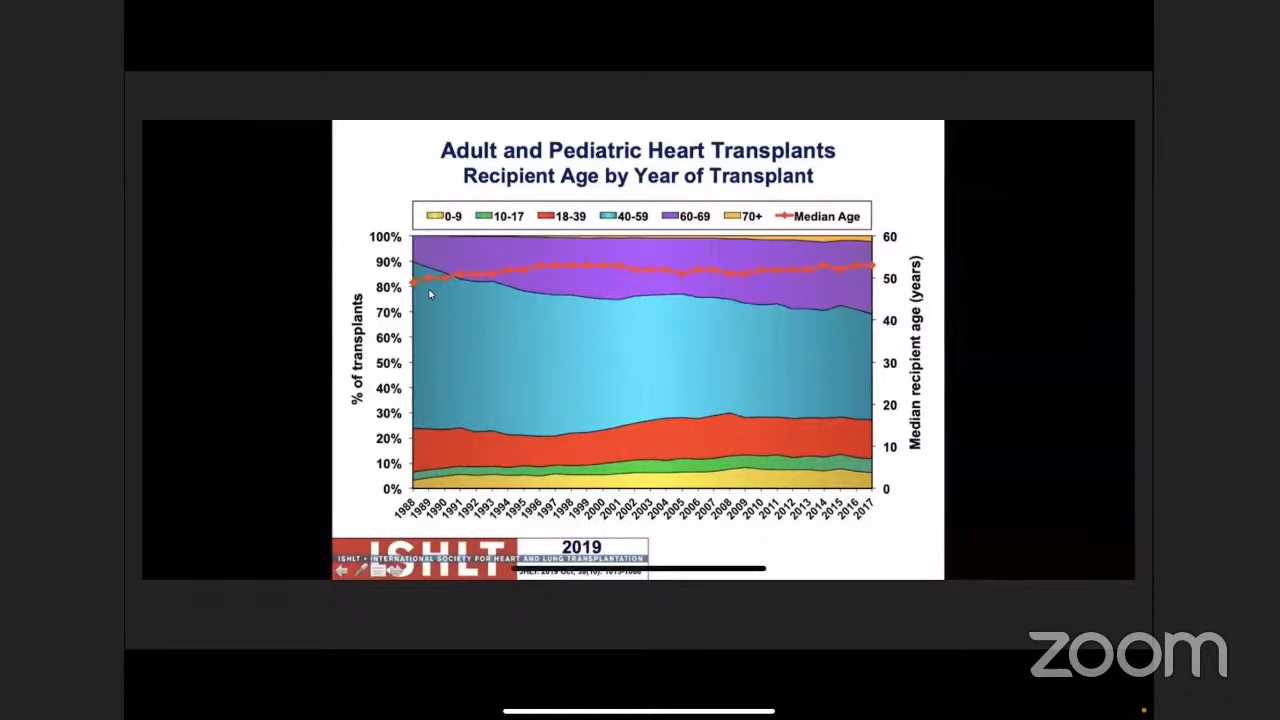 Adult and Pediatric Heart Transplants
Recipient Age by Year of Transplant
0-9 10-17 18-39 40-59 60-69 70+ Median Age
100%
90%
80%
70%
60%
50%
40%
30%
20%
10%
0%
% of transplants
60
50
40
30
20
10
0
Median recipient age (years)
1988 1989 1990 1991 1992 1993 1994 1995 1996 1997 1998 1999 2000 2001 2002 2003 2004 2005 2006 2007 2008 2009 2010 2011 2012 2013 2014 2015 2016 2017
2019
ISHLT
ISHLT • INTERNATIONAL SOCIETY FOR HEART AND LUNG TRANSPLANTATION
JHLT. 2019 Oct;
zoom